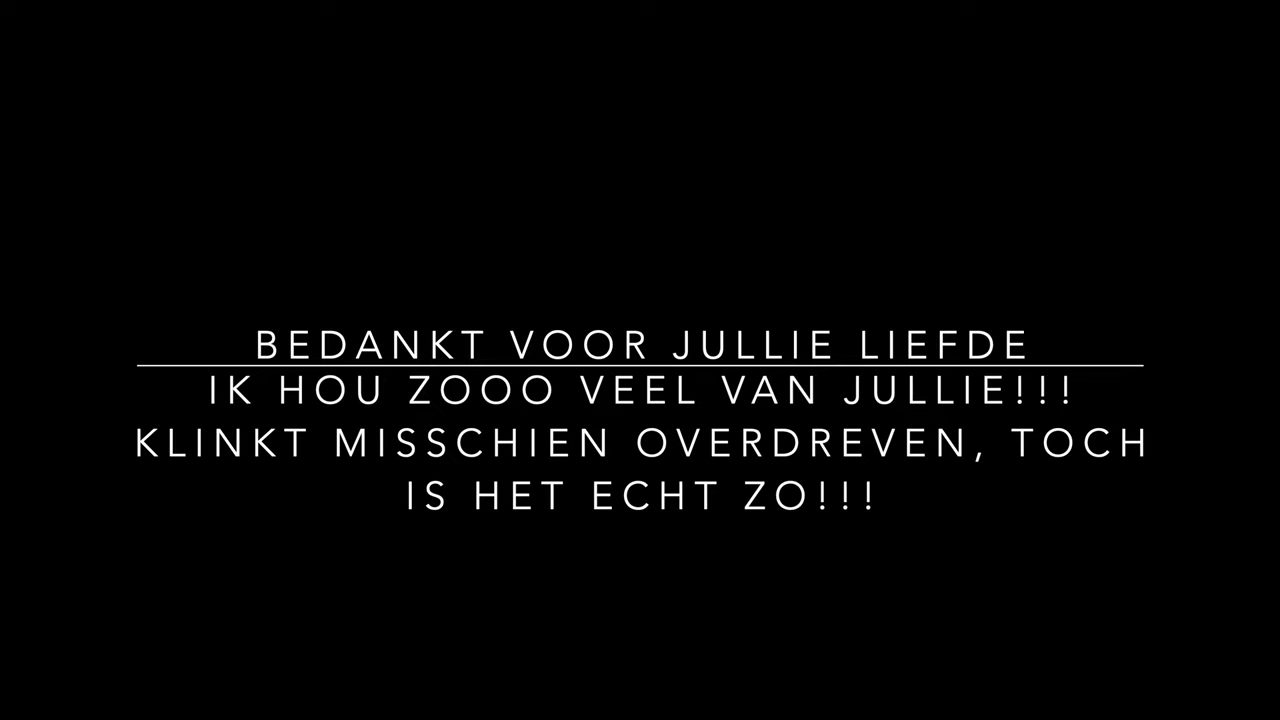 BEDANKT VOOR JULLIE LIEFDE
IK HOU ZOOO VEEL VAN JULLIE!!!
KLINKT MISSCHIEN OVERDREVEN, TOCH
IS HET ECHT ZO!!!